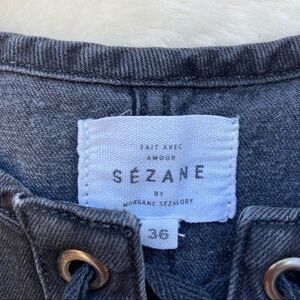 FAIT AVEC
AMOUR
SÉZANE
BY
MORGANE SÉZALORY
36